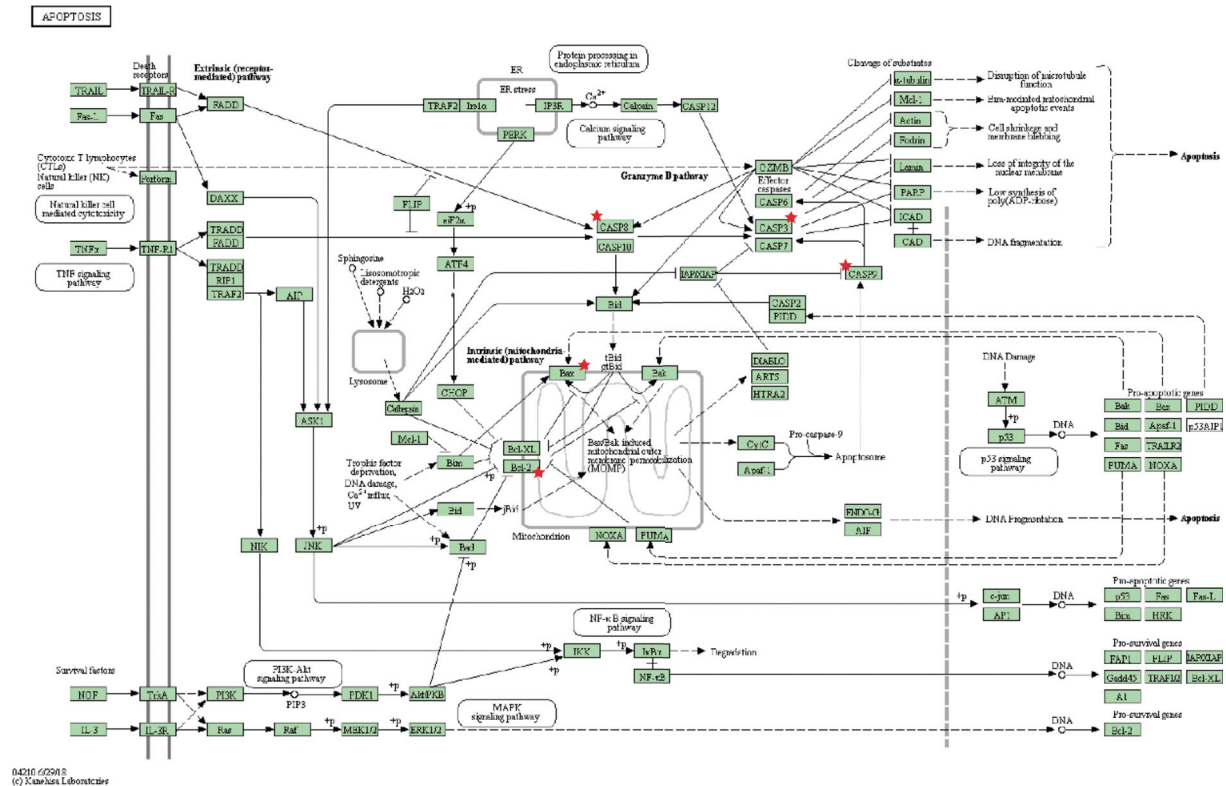 APOPTOSIS
Death
receptors
Extrinsic (receptor-
mediated) pathway
TRAIL
TRAIL-R
FADD
Fas-L
Fas
Cytotoxic T lymphocytes
(CTLs)
Natural killer (NK)
cells
Perforin
Natural killer cell
mediated cytotoxicity
DAXX
TNFα
TNF-R1
TRADD
FADD
TNF signaling
pathway
TRADD
RIP1
TRAF2
AIP
ER
ER stress
Protein processing in
endoplasmic reticulum
TRAF2
Ire1α
IP3R
Ca2+
Calpain
CASP12
PERK
Calcium signaling
pathway
Granzyme B pathway
GZMB
FLIP
+p
eIF2α
ATF4
CHOP
CASP8
CASP10
Effector
caspases
CASP6
CASP3
CASP7
IAP/XIAP
CASP9
Bid
CASP2
PIDD
Cleavage of substrates
α-tubulin
Mcl-1
Actin
Fodrin
Lamin
PARP
ICAD
CAD
Disruption of microtubule
function
Bim-mediated mitochondrial
apoptotic events
Cell shrinkage and
membrane blebbing
Loss of integrity of the
nuclear membrane
Low synthesis of
poly(ADP-ribose)
DNA fragmentation
Apoptosis
Sphingosine
Lisosomotropic
detergents
H2O2
Lysosome
Cathepsin
Intrinsic (mitochondria-
mediated) pathway
Bax
tBid
Bak
DIABLO
ARTS
HTRA2
ASK1
Mcl-1
Bim
Bcl-XL
Bcl-2
+p
Bax/Bak induced
mitochondrial outer
membrane permeabilization
(MOMP)
CytC
Apaf-1
Pro-caspase-9
Apoptosome
Trophis factor
deprivation,
DNA damage,
Ca2+ influx,
UV
Bid
jBid
Bad
+p
+p
NIK
+p
JNK
Mitochondrion
NOXA
PUMA
ENDO-G
AIF
DNA Fragmentation
Apoptosis
DNA Damage
ATM
+p
p53
DNA
p53 signaling
pathway
Pro-apoptotic genes
Bak
Bax
PIDD
Bid
Apaf-1
p53AIP1
Fas
TRAILR2
PUMA
NOXA
+p
c-jun
AP1
DNA
Pro-apoptotic genes
p53
Fas
Fas-L
Bim
HRK
NF-κB signaling
pathway
+p
IKK
+p
IκBα
Degradation
NF-κB
DNA
Pro-survival genes
FAP1
FLIP
IAP/XIAP
Gadd45
TRAF1/2
Bcl-XL
A1
Survival factors
NGF
TrkA
PI3K
PIP3
PI3K-Akt
signaling pathway
PDK1
+p
Akt/PKB
MAPK
signaling pathway
IL-3
IL-3R
Ras
Raf
+p
MEK1/2
+p
ERK1/2
DNA
Pro-survival genes
Bcl-2
04210 6/29/18
(c) Kanehisa Laboratories